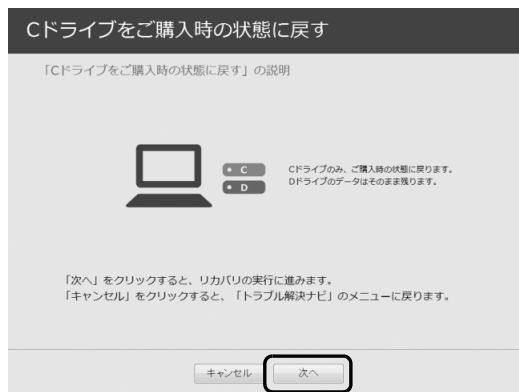 Cドライブをご購入時の状態に戻す
「Cドライブをご購入時の状態に戻す」の説明
C
Cドライブのみ、ご購入時の状態に戻ります。
D
Dドライブのデータはそのまま残ります。
「次へ」をクリックすると、リカバリの実行に進みます。
「キャンセル」をクリックすると、「トラブル解決ナビ」のメニューに戻ります。
キャンセル
次へ